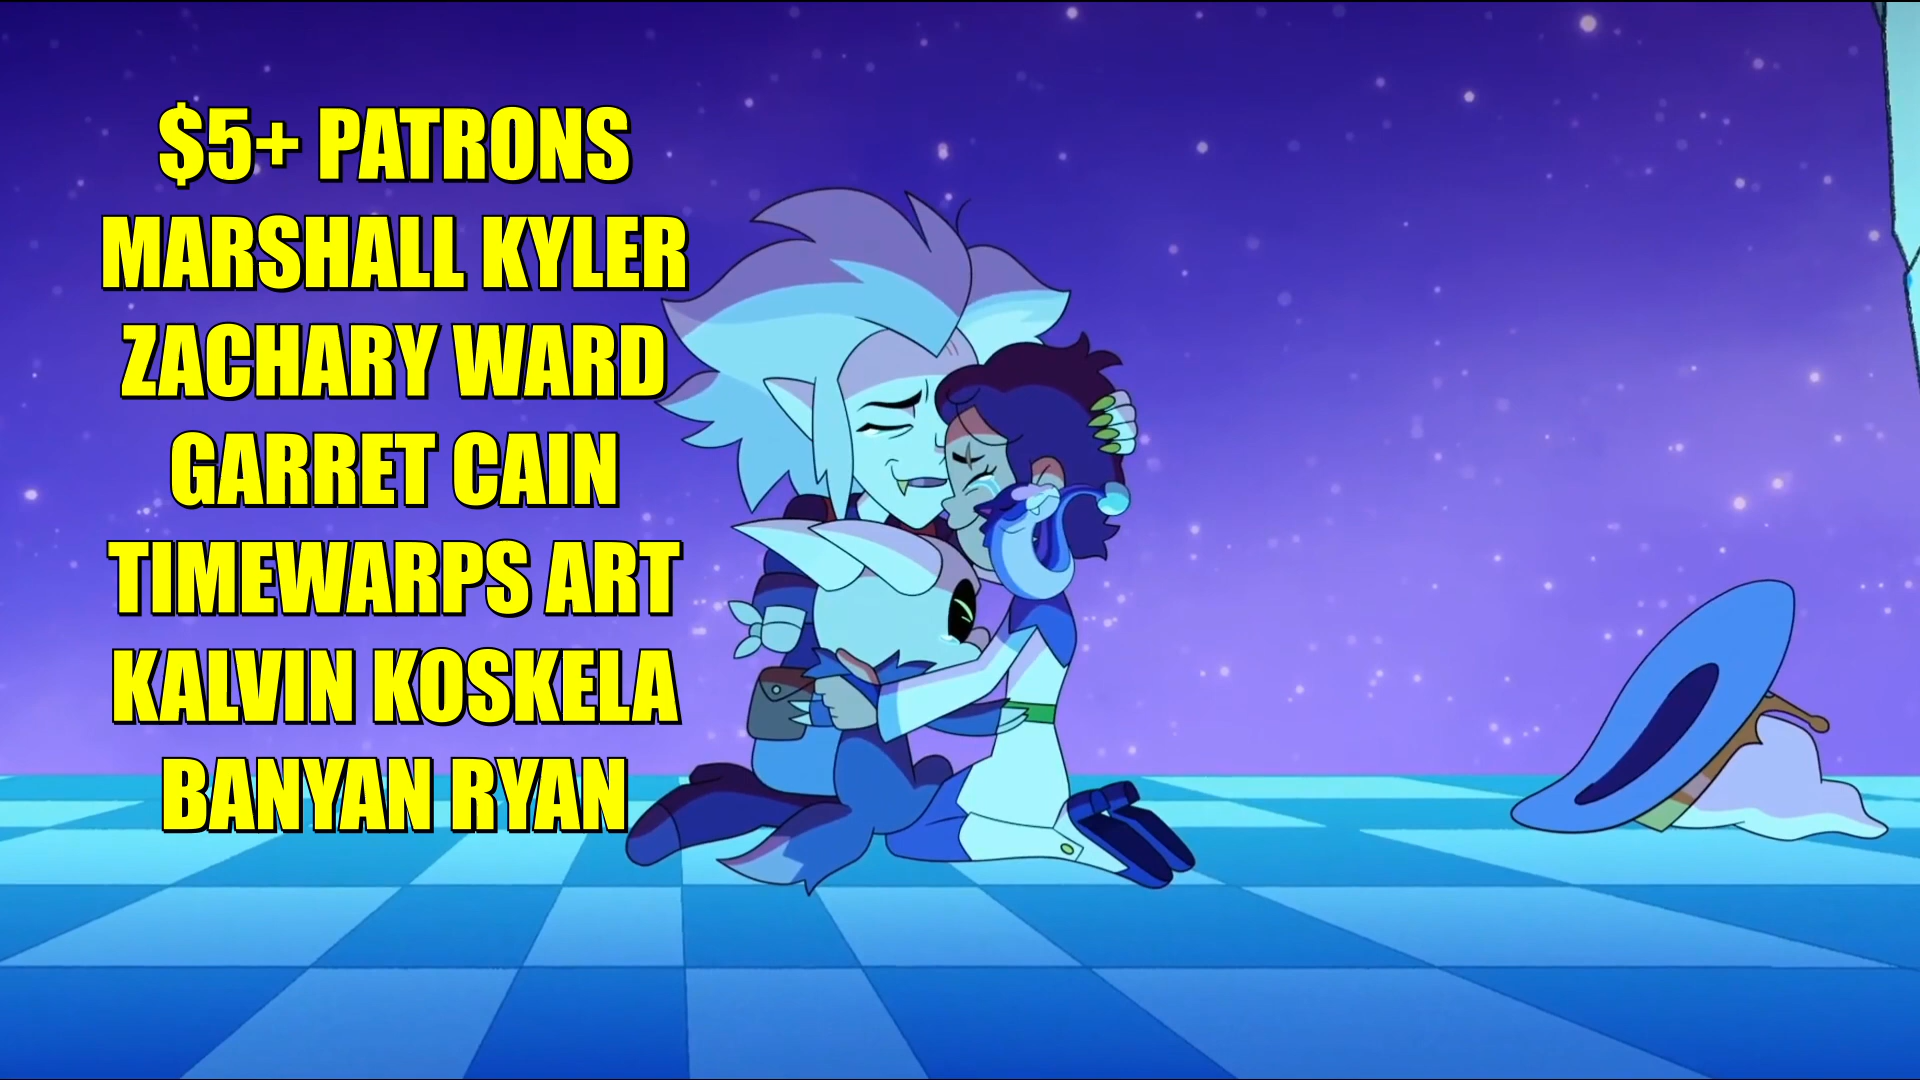 $5+ PATRONS
MARSHALL KYLER
ZACHARY WARD
GARRET CAIN
TIMEWARPS ART
KALVIN KOSKELA
BANYAN RYAN